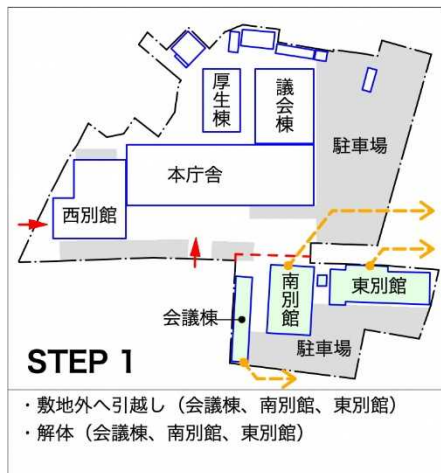 厚生棟
議会棟
駐車場
本庁舎
西別館
南別館
東別館
会議棟
駐車場
STEP 1
・敷地外へ引越し（会議棟、南別館、東別館）
・解体（会議棟、南別館、東別館）